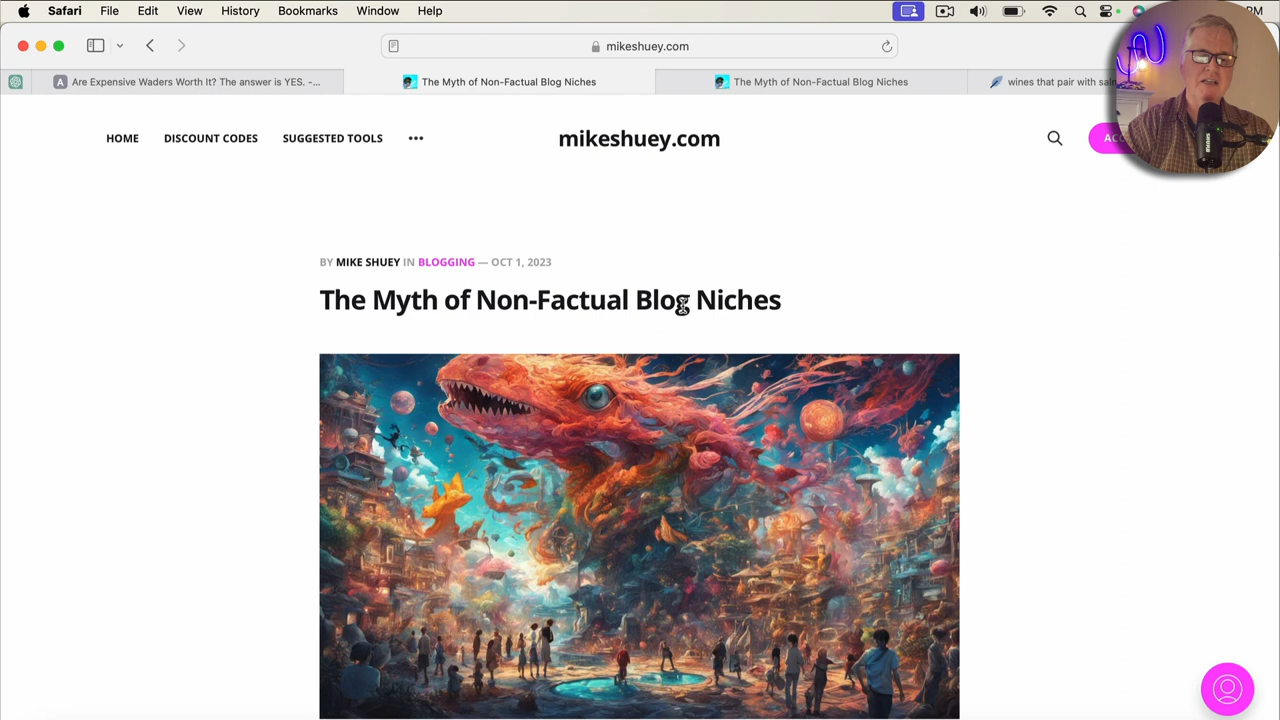 Safari File Edit View History Bookmarks Window Help
PM
mikeshuey.com
Are Expensive Waders Worth It? The answer is YES. -...
The Myth of Non-Factual Blog Niches
The Myth of Non-Factual Blog Niches
wines that pair with
HOME DISCOUNT CODES SUGGESTED TOOLS •••
mikeshuey.com
BY MIKE SHUEY IN BLOGGING — OCT 1, 2023
The Myth of Non-Factual Blog Niches